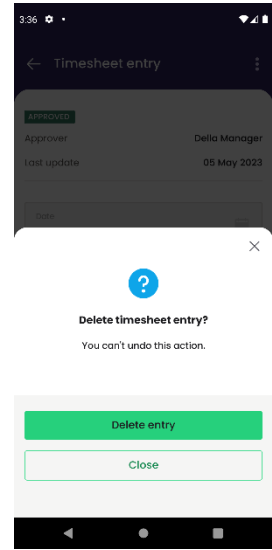 3:36
Timesheet entry
APPROVED
Approver Della Manager
Last update 05 May 2023
Date
Delete timesheet entry?
You can't undo this action.
Delete entry
Close